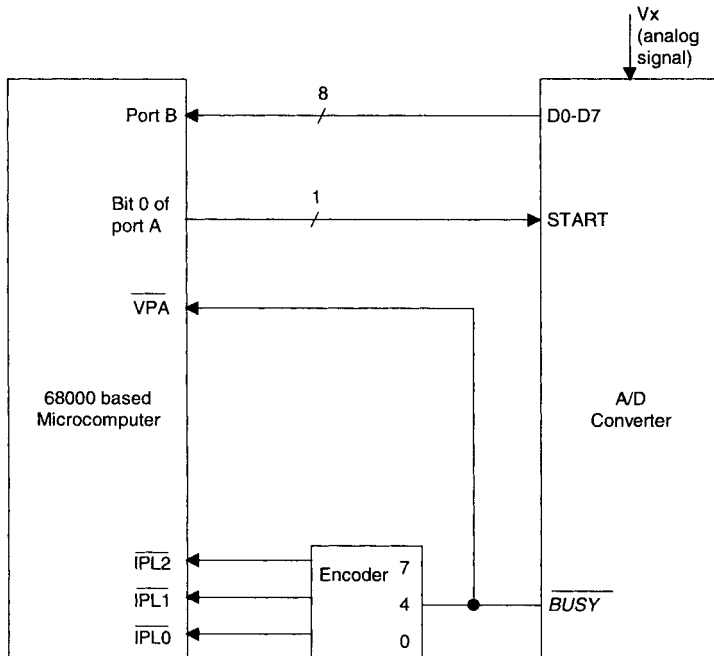 Vx
(analog
signal)
8
Port B
D0-D7
Bit 0 of
port A
1
START
VPA
68000 based
Microcomputer
A/D
Converter
IPL2
Encoder 7
IPL1
4
BUSY
IPL0
0